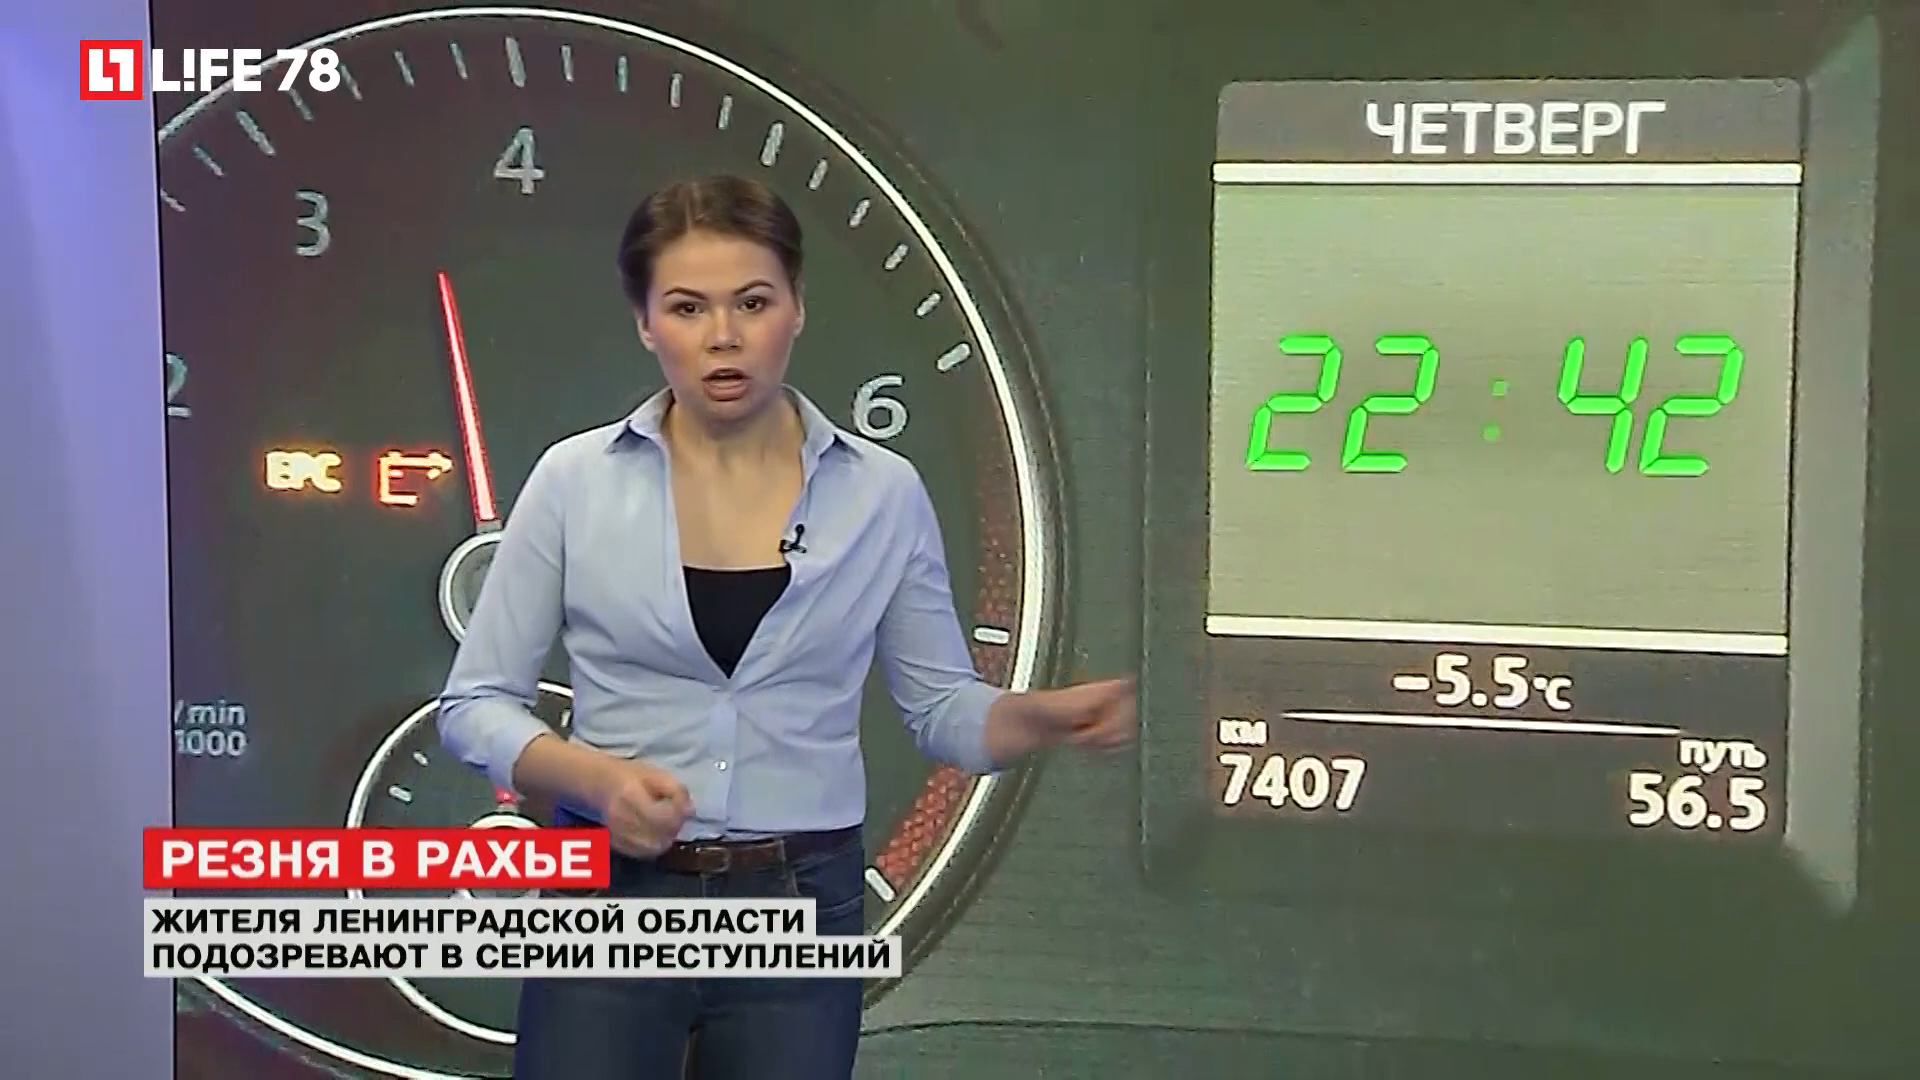 L!FE 78
ЧЕТВЕРГ
4
3
2
6
22:42
EPC
-5.5°C
/min
1000
км
7407
путь
56.5
РЕЗНЯ В РАХЬЕ
ЖИТЕЛЯ ЛЕНИНГРАДСКОЙ ОБЛАСТИ
ПОДОЗРЕВАЮТ В СЕРИИ ПРЕСТУПЛЕНИЙ